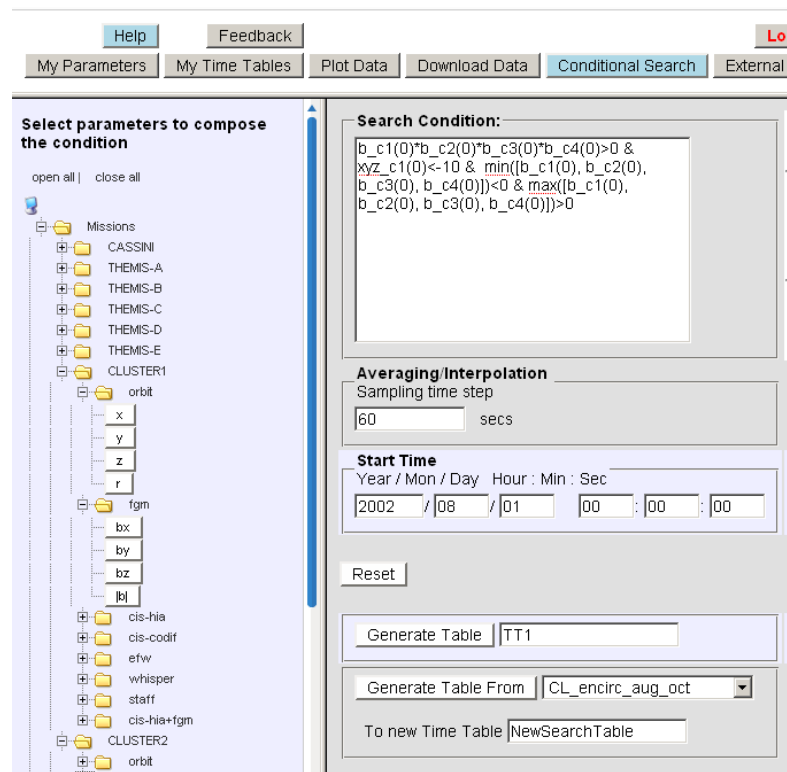 Help
Feedback
Lo
My Parameters
My Time Tables
Plot Data
Download Data
Conditional Search
External
Select parameters to compose
the condition
open all |   close all
Missions
CASSINI
THEMIS-A
THEMIS-B
THEMIS-C
THEMIS-D
THEMIS-E
CLUSTER1
orbit
x
y
z
r
fgm
bx
by
bz
|b|
cis-hia
cis-codif
efw
whisper
staff
cis-hia+fgm
CLUSTER2
orbit
Search Condition:
b_c1(0)*b_c2(0)*b_c3(0)*b_c4(0)>0 &
xyz_c1(0)<-10 &  min([b_c1(0), b_c2(0),
b_c3(0), b_c4(0)])<0 & max([b_c1(0),
b_c2(0), b_c3(0), b_c4(0)])>0
Averaging/Interpolation
Sampling time step
60 secs
Start Time
Year / Mon / Day   Hour : Min : Sec
2002 / 08 / 01   00 : 00 : 00
Reset
Generate Table TT1
Generate Table From CL_encirc_aug_oct
To new Time Table NewSearchTable